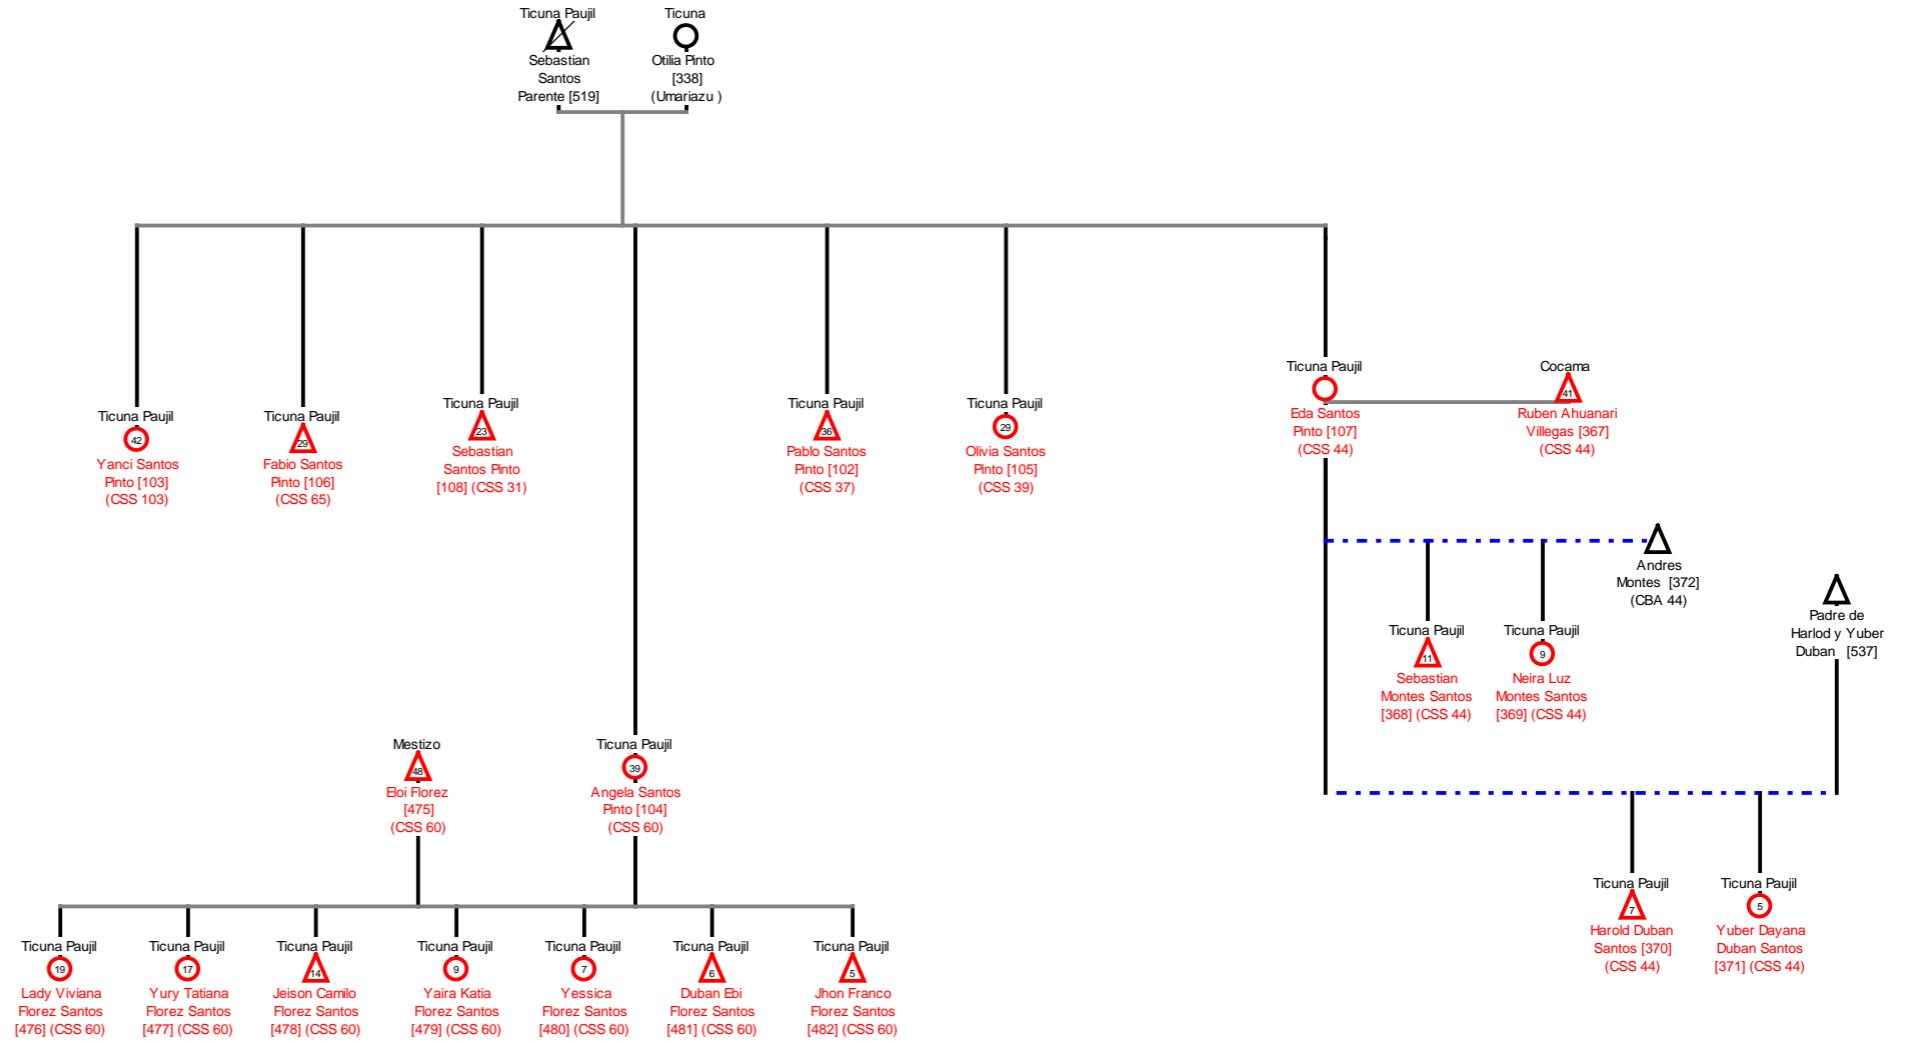 Ticuna Paujil
Sebastian
Santos
Parente [519]
Ticuna
Otilia Pinto
[338]
(Umariazu )
Ticuna Paujil
42
Yanci Santos
Pinto [103]
(CSS 103)
Ticuna Paujil
29
Fabio Santos
Pinto [106]
(CSS 65)
Ticuna Paujil
23
Sebastian
Santos Pinto
[108] (CSS 31)
Ticuna Paujil
36
Pablo Santos
Pinto [102]
(CSS 37)
Ticuna Paujil
29
Olivia Santos
Pinto [105]
(CSS 39)
Ticuna Paujil
Eda Santos
Pinto [107]
(CSS 44)
Cocama
41
Ruben Ahuanari
Villegas [367]
(CSS 44)
Andres
Montes [372]
(CBA 44)
Padre de
Harlod y Yuber
Duban [537]
Ticuna Paujil
11
Sebastian
Montes Santos
[368] (CSS 44)
Ticuna Paujil
9
Neira Luz
Montes Santos
[369] (CSS 44)
Mestizo
48
Eloi Florez
[475]
(CSS 60)
Ticuna Paujil
39
Angela Santos
Pinto [104]
(CSS 60)
Ticuna Paujil
7
Harold Duban
Santos [370]
(CSS 44)
Ticuna Paujil
5
Yuber Dayana
Duban Santos
[371] (CSS 44)
Ticuna Paujil
19
Lady Viviana
Florez Santos
[476] (CSS 60)
Ticuna Paujil
17
Yury Tatiana
Florez Santos
[477] (CSS 60)
Ticuna Paujil
14
Jeison Camilo
Florez Santos
[478] (CSS 60)
Ticuna Paujil
9
Yaira Katia
Florez Santos
[479] (CSS 60)
Ticuna Paujil
7
Yessica
Florez Santos
[480] (CSS 60)
Ticuna Paujil
6
Duban Ebi
Florez Santos
[481] (CSS 60)
Ticuna Paujil
5
Jhon Franco
Florez Santos
[482] (CSS 60)